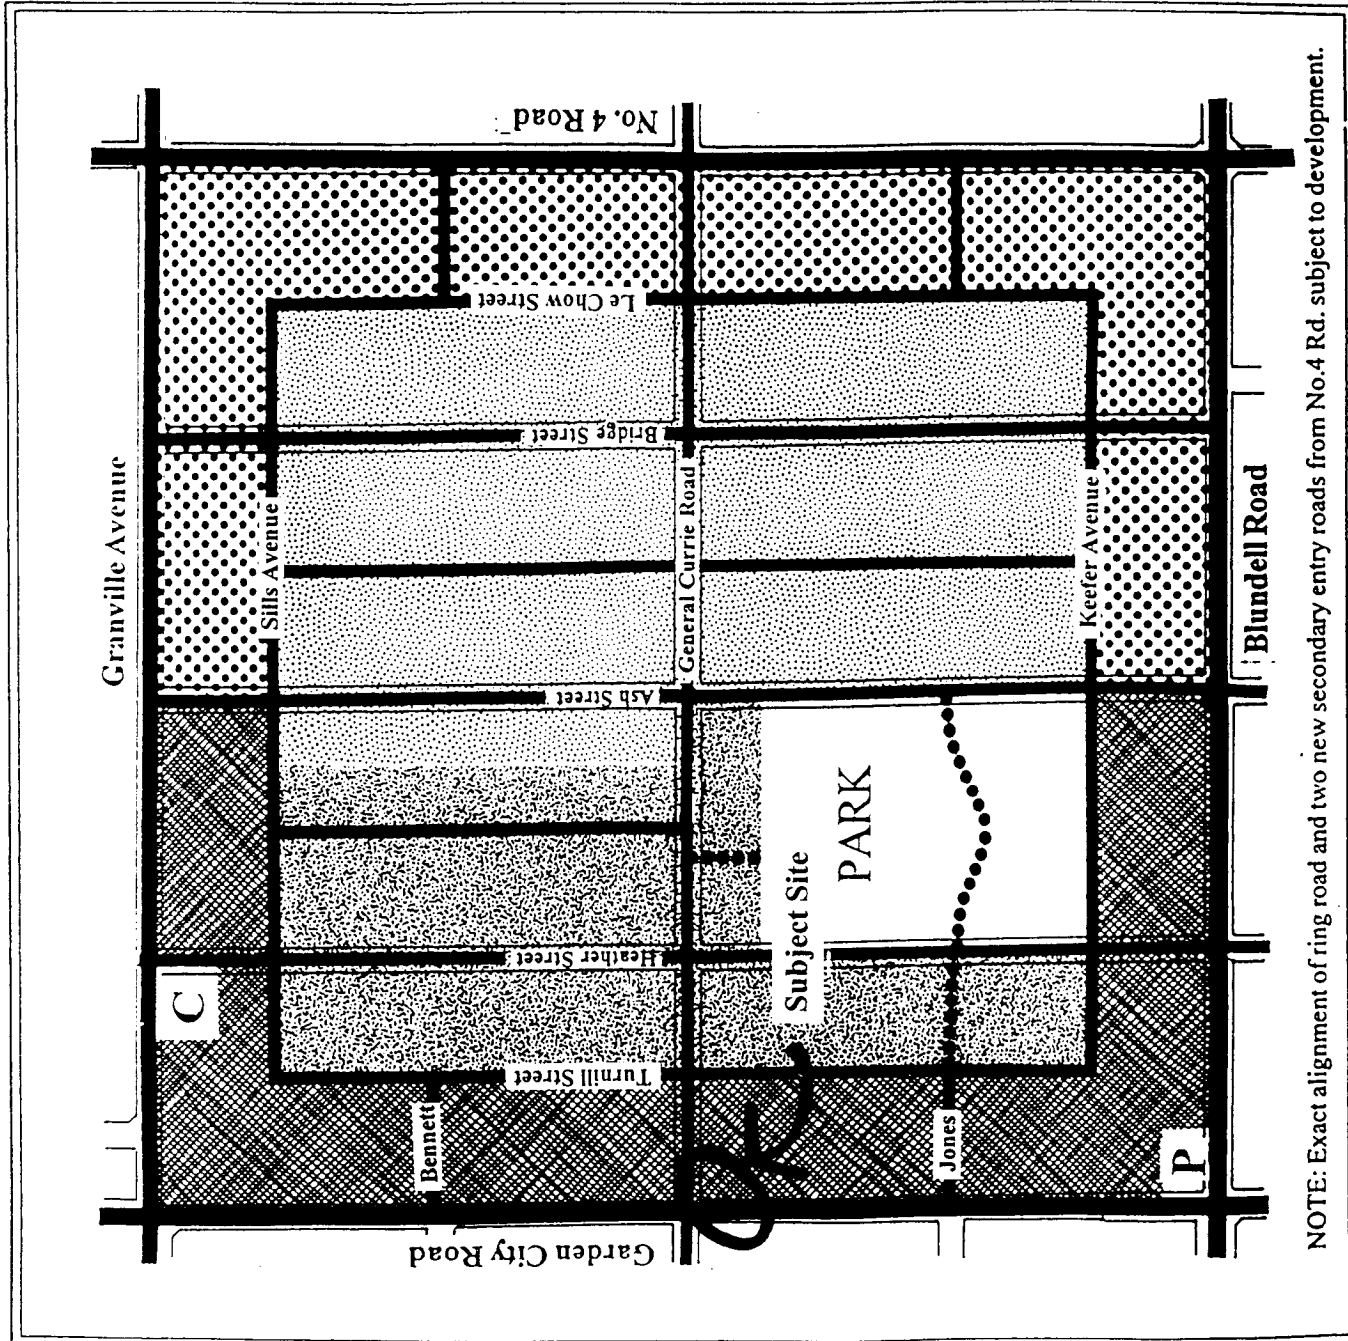 Granville Avenue
No. 4 Road
Le Chow Street
Bridge Street
Sills Avenue
General Currie Road
Keefer Avenue
Blundell Road
Ash Street
PARK
Subject Site
Heather Street
C
Turnill Street
Bennett
Jones
P
Garden City Road
NOTE: Exact alignment of ring road and two new secondary entry roads from No.4 Rd. subject to development.